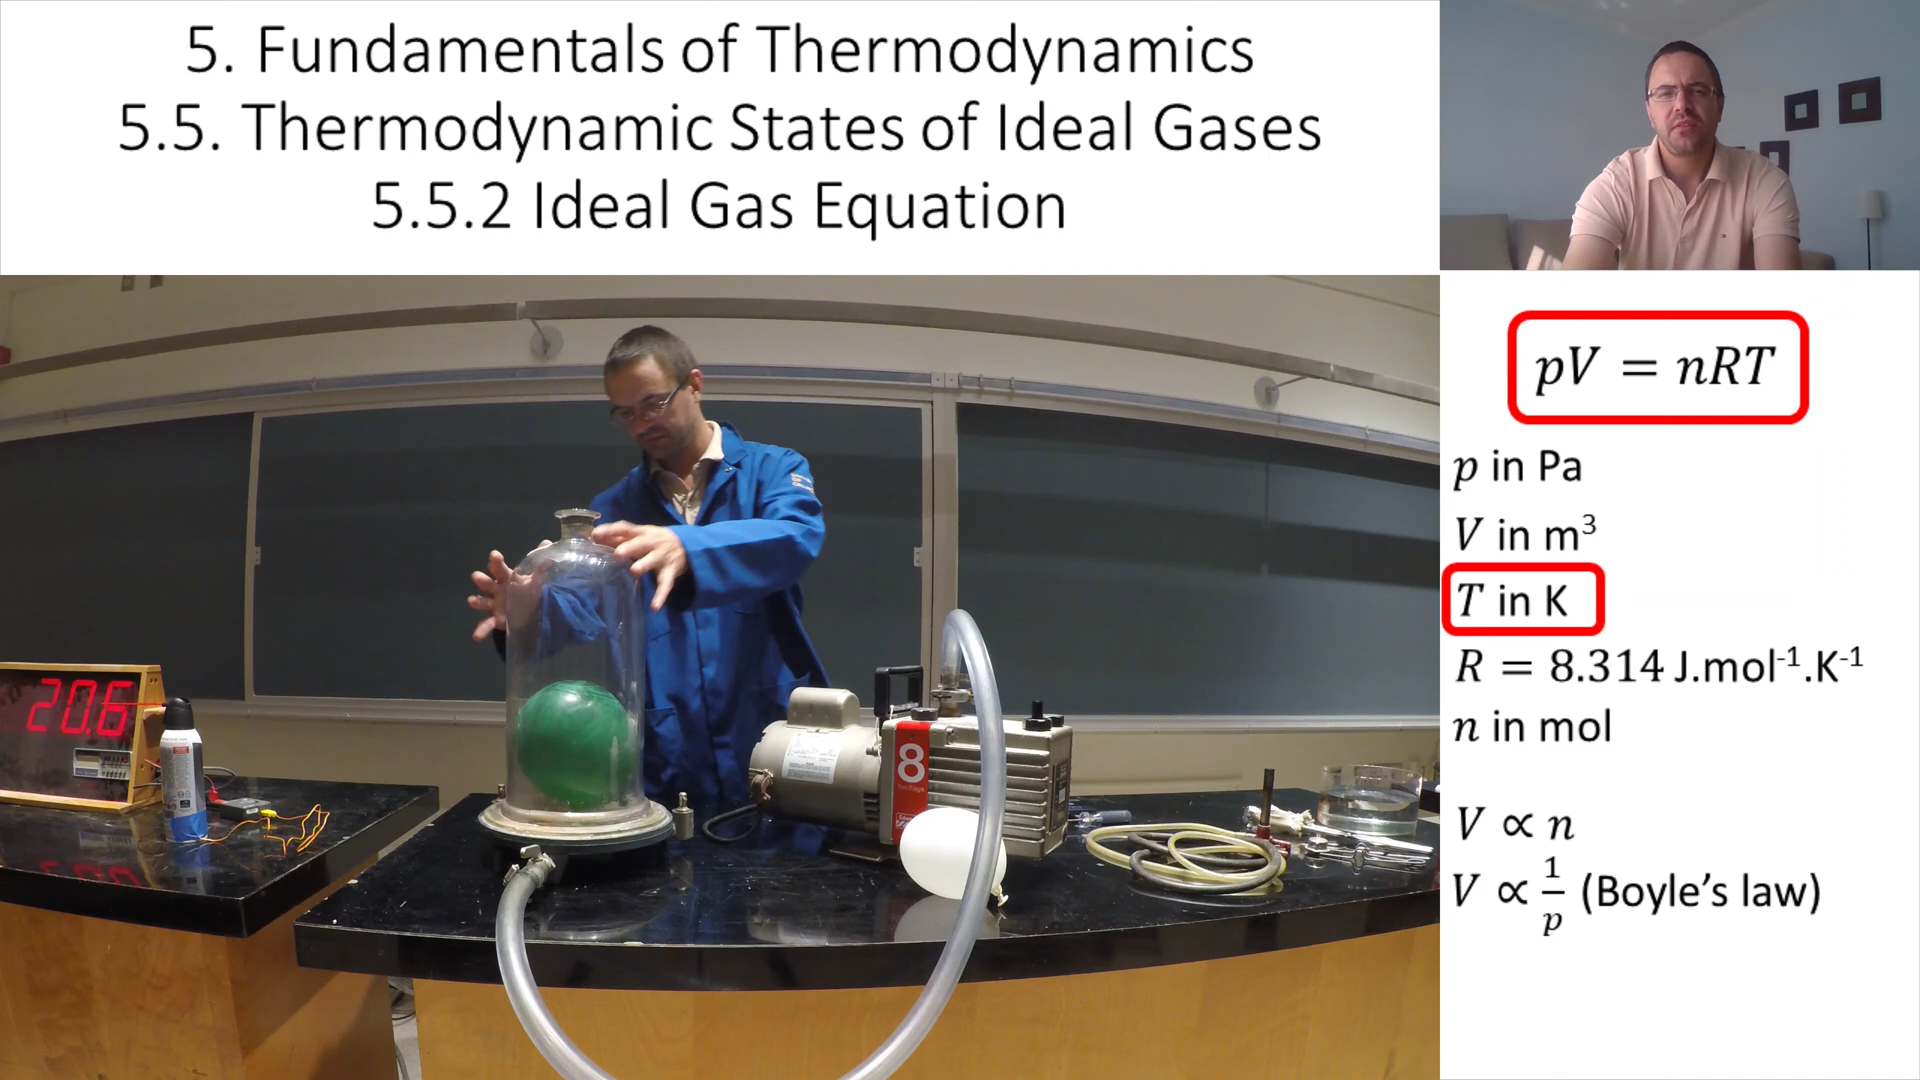 5. Fundamentals of Thermodynamics
5.5. Thermodynamic States of Ideal Gases
5.5.2 Ideal Gas Equation
pV = nRT
p in Pa
V in m³
T in K
R = 8.314 J.mol⁻¹.K⁻¹
n in mol
V ∝ n
V ∝ 1/p (Boyle's law)
20.6
8